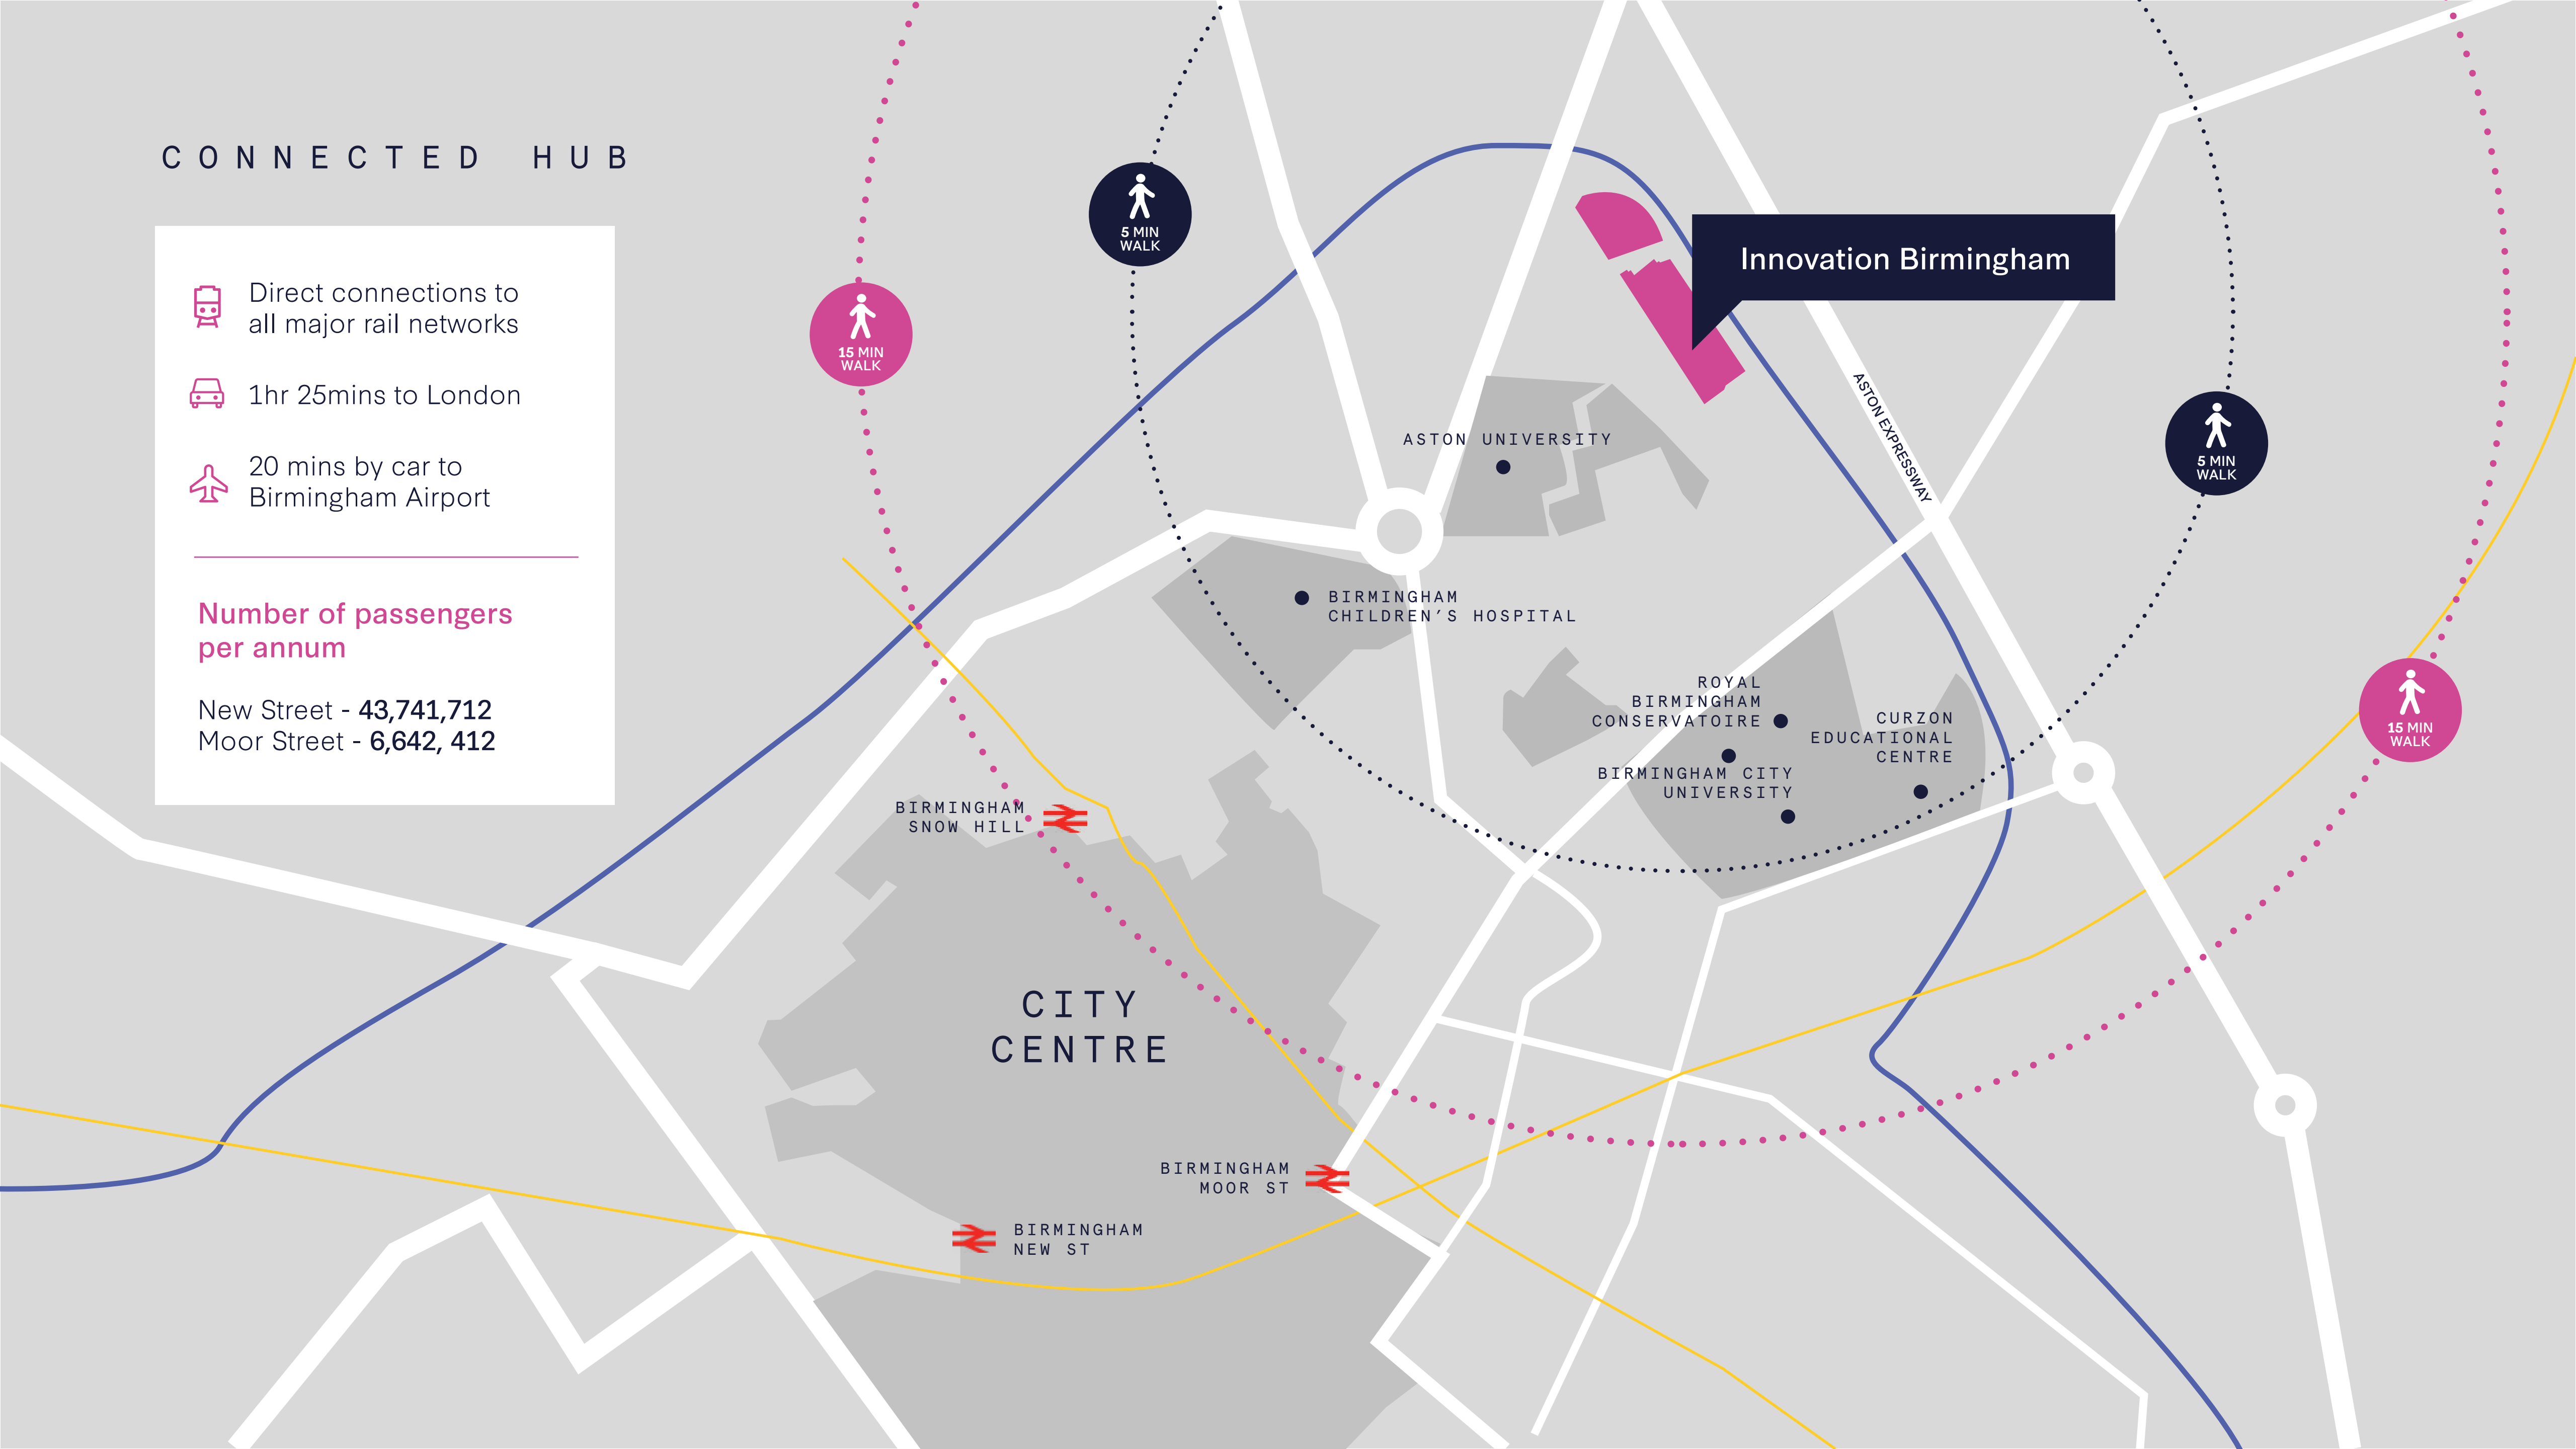 CONNECTED HUB
Direct connections to
all major rail networks
1hr 25mins to London
20 mins by car to
Birmingham Airport
Number of passengers
per annum
New Street - 43,741,712
Moor Street - 6,642, 412
5 MIN
WALK
15 MIN
WALK
Innovation Birmingham
ASTON EXPRESSWAY
5 MIN
WALK
ASTON UNIVERSITY
BIRMINGHAM
CHILDREN'S HOSPITAL
ROYAL
BIRMINGHAM
CONSERVATOIRE
CURZON
EDUCATIONAL
CENTRE
BIRMINGHAM CITY
UNIVERSITY
15 MIN
WALK
BIRMINGHAM
SNOW HILL
CITY
CENTRE
BIRMINGHAM
MOOR ST
BIRMINGHAM
NEW ST